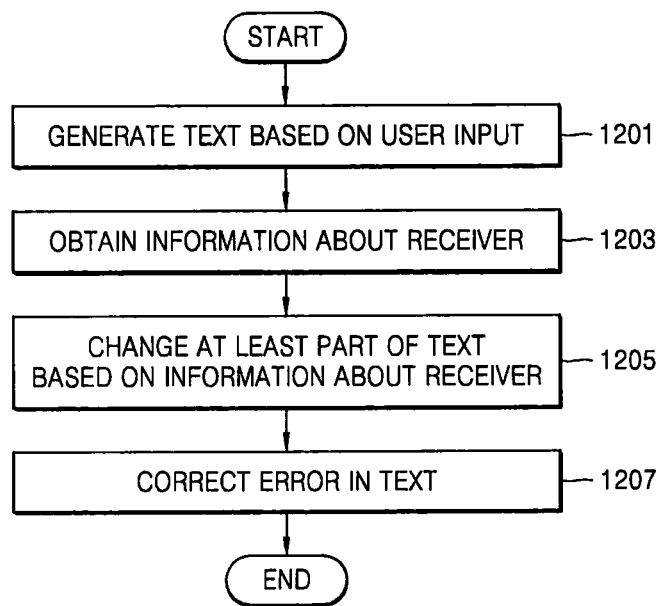 START
GENERATE TEXT BASED ON USER INPUT
1201
OBTAIN INFORMATION ABOUT RECEIVER
1203
CHANGE AT LEAST PART OF TEXT
BASED ON INFORMATION ABOUT RECEIVER
1205
CORRECT ERROR IN TEXT
1207
END